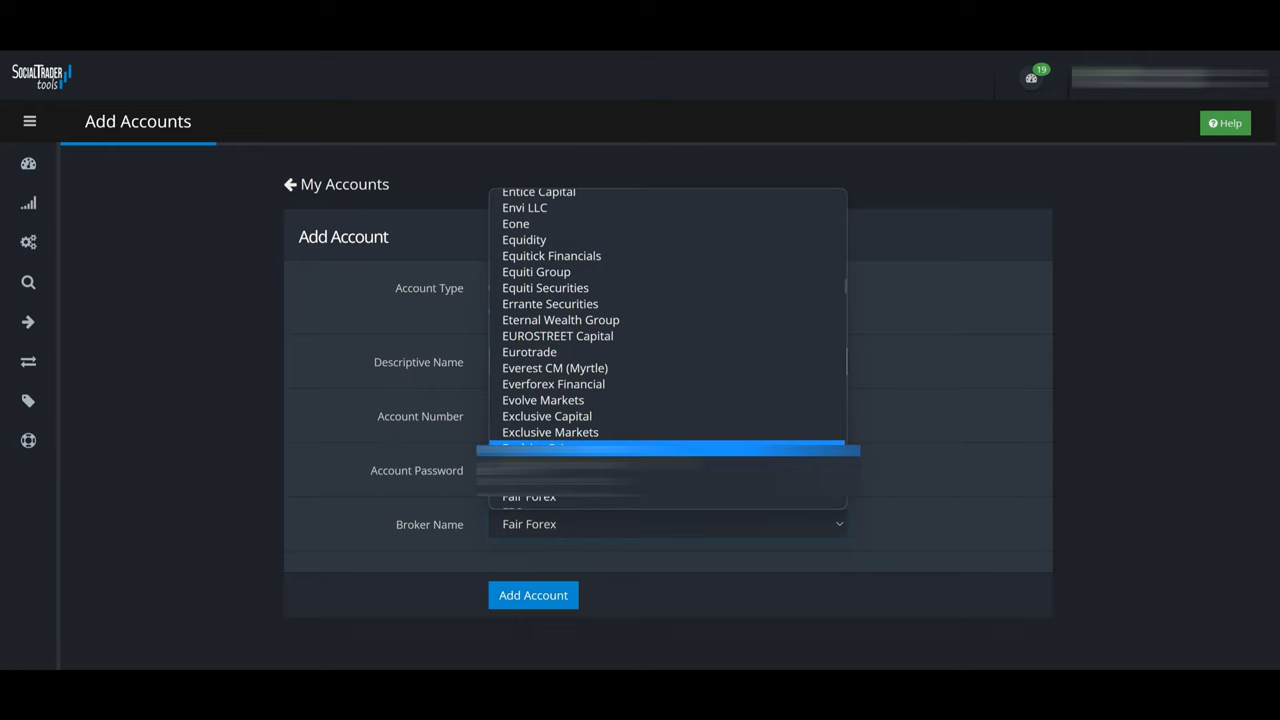 SOCIALTRADER
tools
19
Add Accounts
Help
My Accounts
Add Account
Account Type
Descriptive Name
Account Number
Account Password
Broker Name
Entice Capital
Envi LLC
Eone
Equidity
Equitick Financials
Equiti Group
Equiti Securities
Errante Securities
Eternal Wealth Group
EUROSTREET Capital
Eurotrade
Everest CM (Myrtle)
Everforex Financial
Evolve Markets
Exclusive Capital
Exclusive Markets
Fair Forex
Fair Forex
Add Account